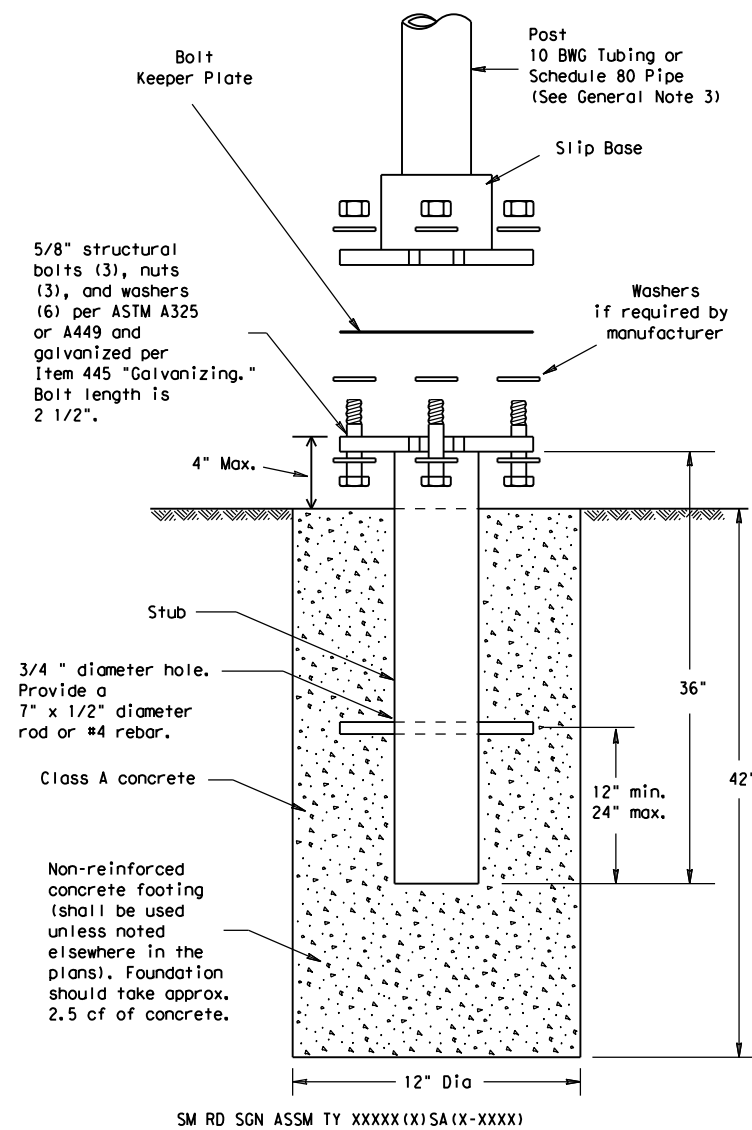 Post
10 BWG Tubing or
Schedule 80 Pipe
(See General Note 3)
Bolt
Keeper Plate
Slip Base
5/8" structural
bolts (3), nuts
(3), and washers
(6) per ASTM A325
or A449 and
galvanized per
Item 445 "Galvanizing."
Bolt length is
2 1/2".
Washers
if required by
manufacturer
4" Max.
Stub
3/4 " diameter hole.
Provide a
7" x 1/2" diameter
rod or #4 rebar.
36"
Class A concrete
42"
12" min.
24" max.
Non-reinforced
concrete footing
(shall be used
unless noted
elsewhere in the
plans). Foundation
should take approx.
2.5 cf of concrete.
12" Dia
SM RD SGN ASSM TY XXXXX(X)SA(X-XXXX)